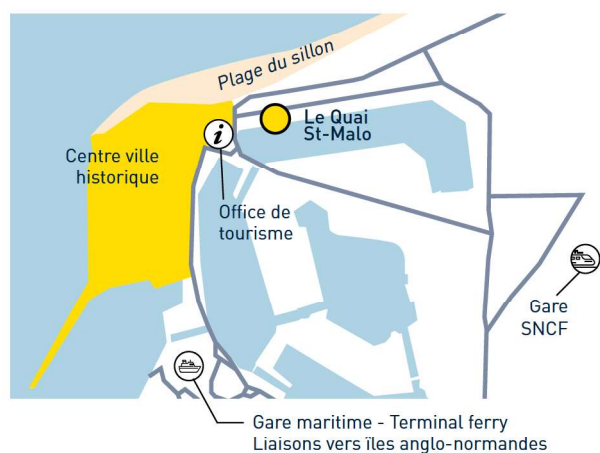 Plage du sillon
Le Quai
St-Malo
i
Centre ville
historique
Office de
tourisme
Gare
SNCF
Gare maritime - Terminal ferry
Liaisons vers îles anglo-normandes